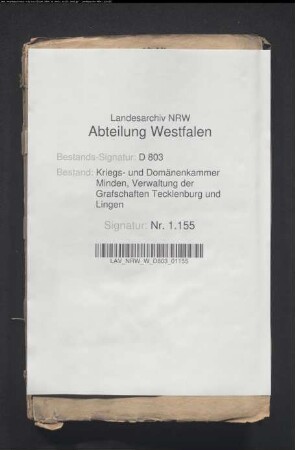 Landesarchiv NRW
Abteilung Westfalen
Bestands-Signatur: D 803
Bestand: Kriegs- und Domänenkammer
Minden, Verwaltung der
Grafschaften Tecklenburg und
Lingen
Signatur: Nr. 1.155
LAV_NRW_W_D803_01155